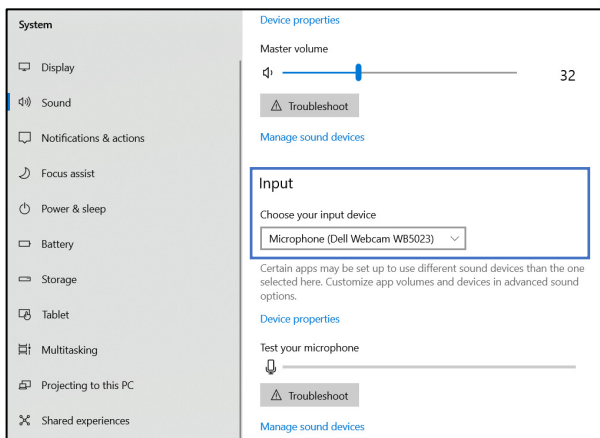 System
Display
Sound
Notifications & actions
Focus assist
Power & sleep
Battery
Storage
Tablet
Multitasking
Projecting to this PC
Shared experiences
Device properties
Master volume
32
Troubleshoot
Manage sound devices
Input
Choose your input device
Microphone (Dell Webcam WB5023)
Certain apps may be set up to use different sound devices than the one
selected here. Customize app volumes and devices in advanced sound
options.
Device properties
Test your microphone
Troubleshoot
Manage sound devices